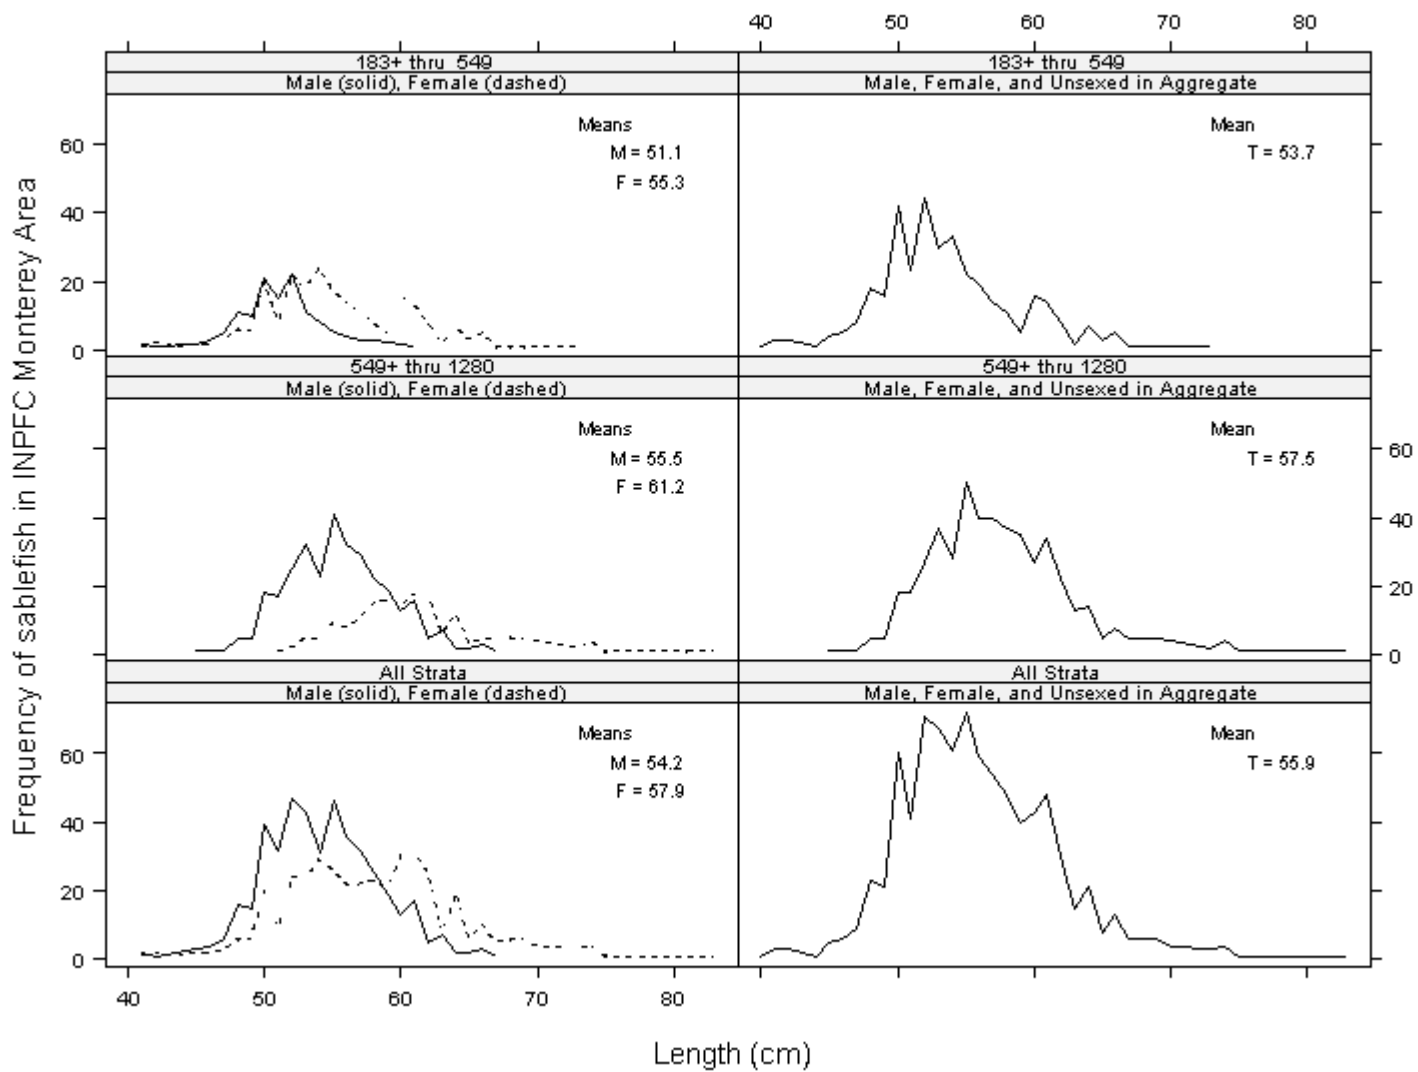 40 50 60 70 80
183+ thru 549
183+ thru 549
Male (solid), Female (dashed)
Male, Female, and Unsexed in Aggregate
Means
M = 51.1
F = 55.3
Mean
T = 53.7
60
40
20
0
549+ thru 1280
549+ thru 1280
Male (solid), Female (dashed)
Male, Female, and Unsexed in Aggregate
Means
M = 55.5
F = 61.2
Mean
T = 57.5
60
40
20
0
All Strata
All Strata
Male (solid), Female (dashed)
Male, Female, and Unsexed in Aggregate
Means
M = 54.2
F = 57.9
Mean
T = 55.9
60
40
20
0
40 50 60 70 80
Length (cm)
Frequency of sablefish in INPFC Monterey Area